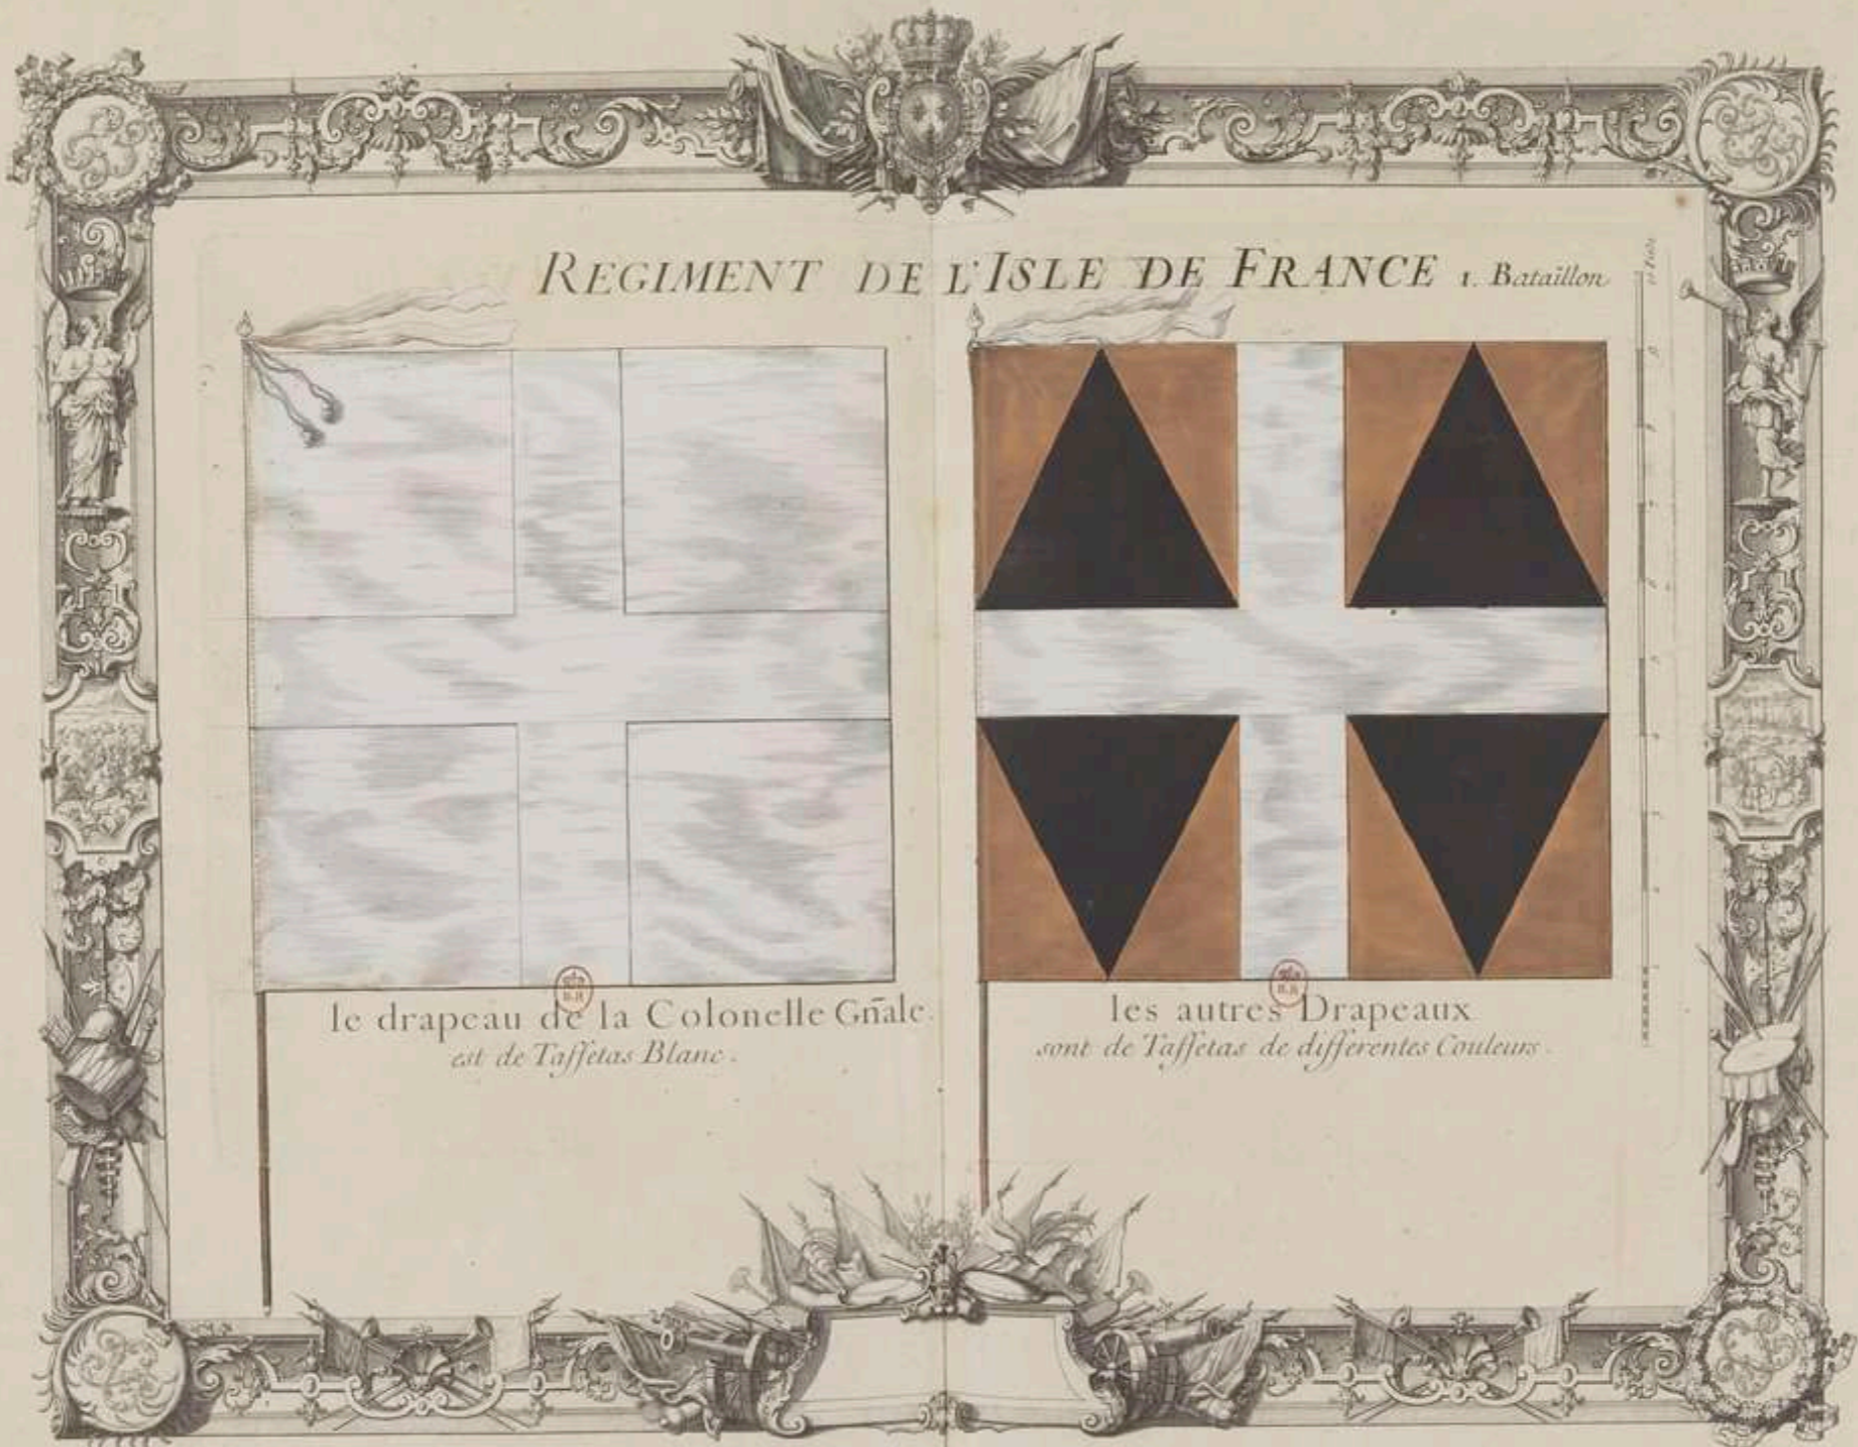 REGIMENT DE L'ISLE DE FRANCE 1. Bataillon
le drapeau de la Colonelle Gñale.
est de Taffetas Blanc.
les autres Drapeaux
sont de Taffetas de differentes Couleurs.